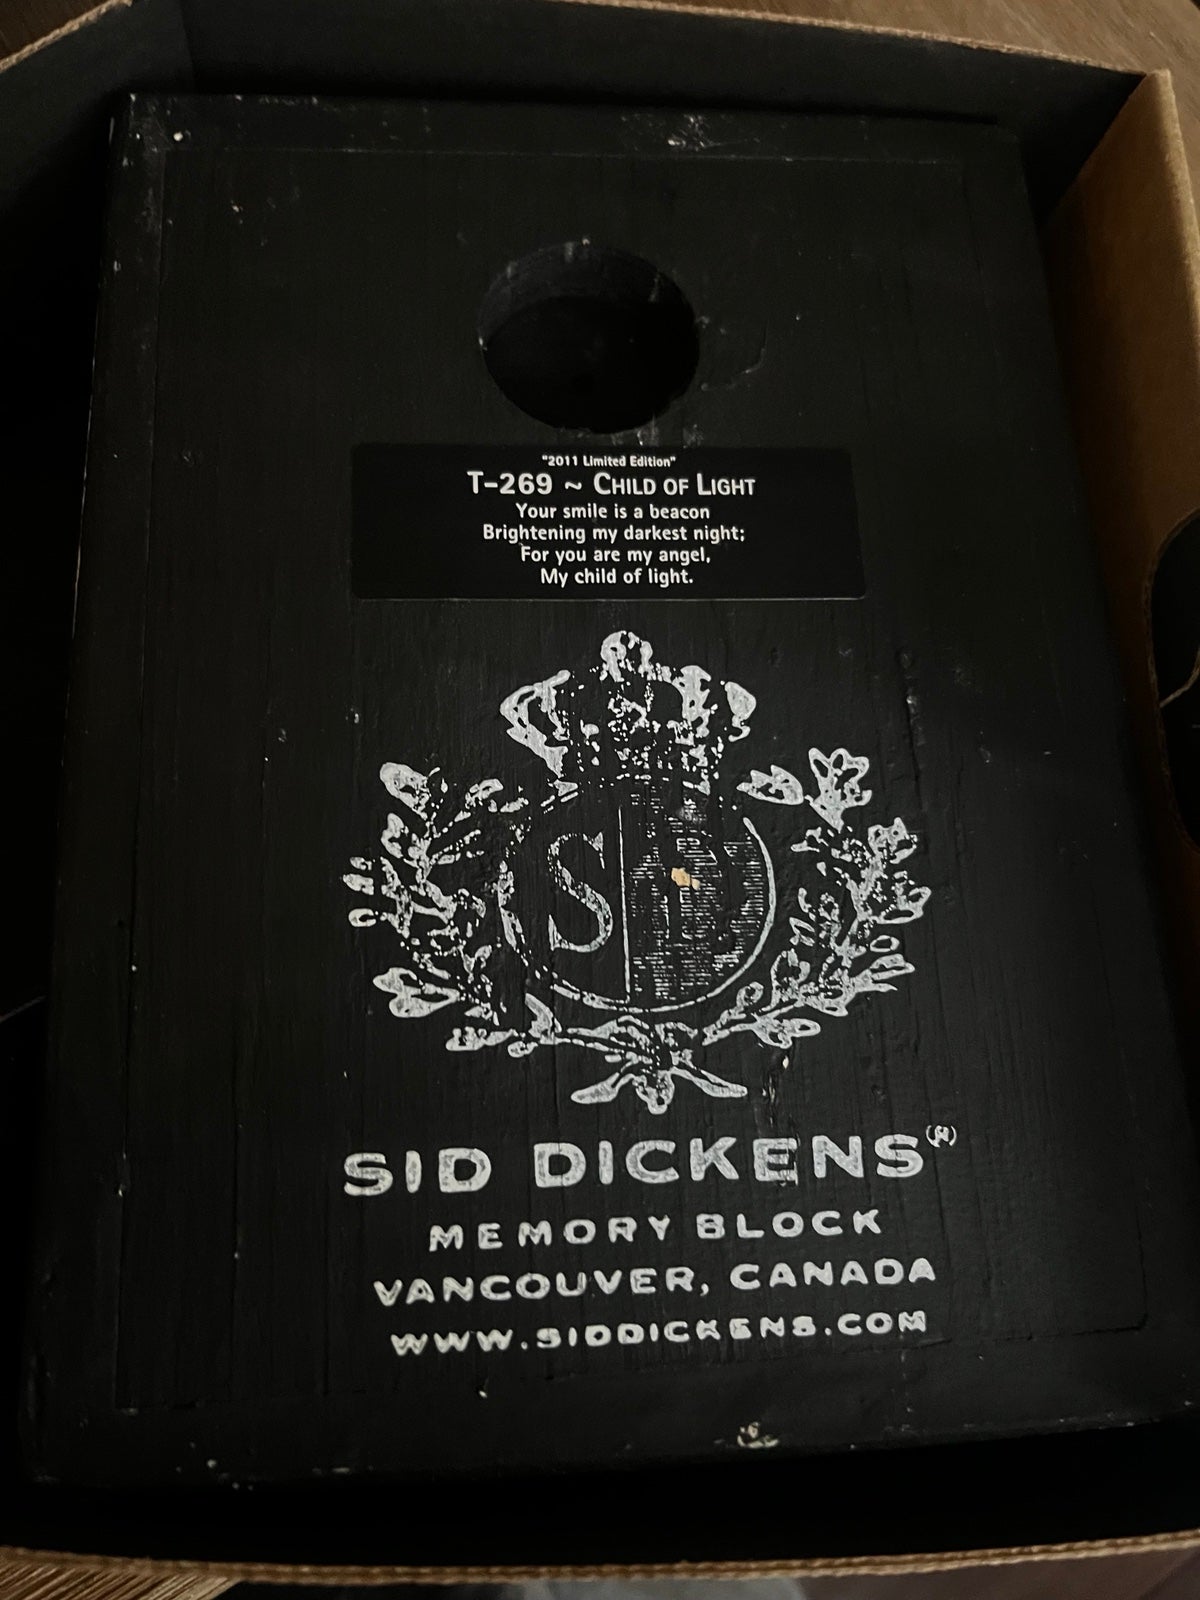 "2011 Limited Edition"
T-269 ~ CHILD OF LIGHT
Your smile is a beacon
Brightening my darkest night;
For you are my angel,
My child of light.
S D
SID DICKENS(R)
MEMORY BLOCK
VANCOUVER, CANADA
WWW.SIDDICKENS.COM